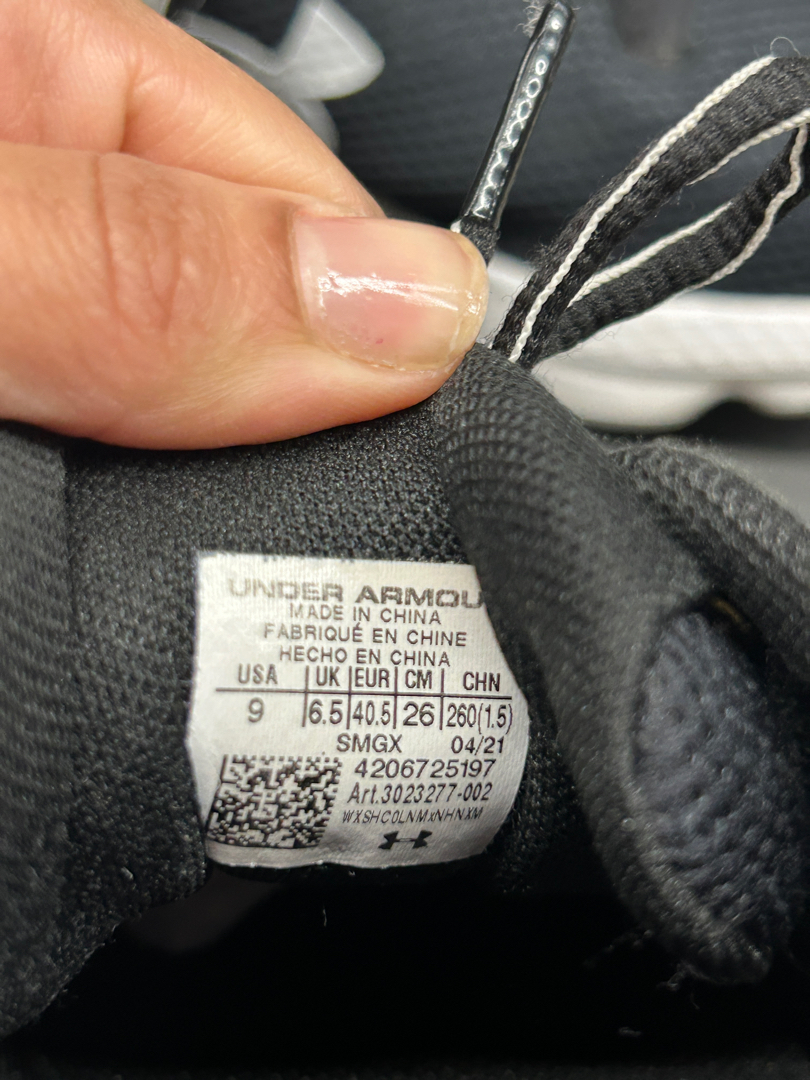 UNDER ARMOU
MADE IN CHINA
FABRIQUÉ EN CHINE
HECHO EN CHINA
USA UK EUR CM CHN
9 6.5 40.5 26 260(1.5)
SMGX 04/21
4206725197
Art.3023277-002
WXSHC0LNMxNHNXM